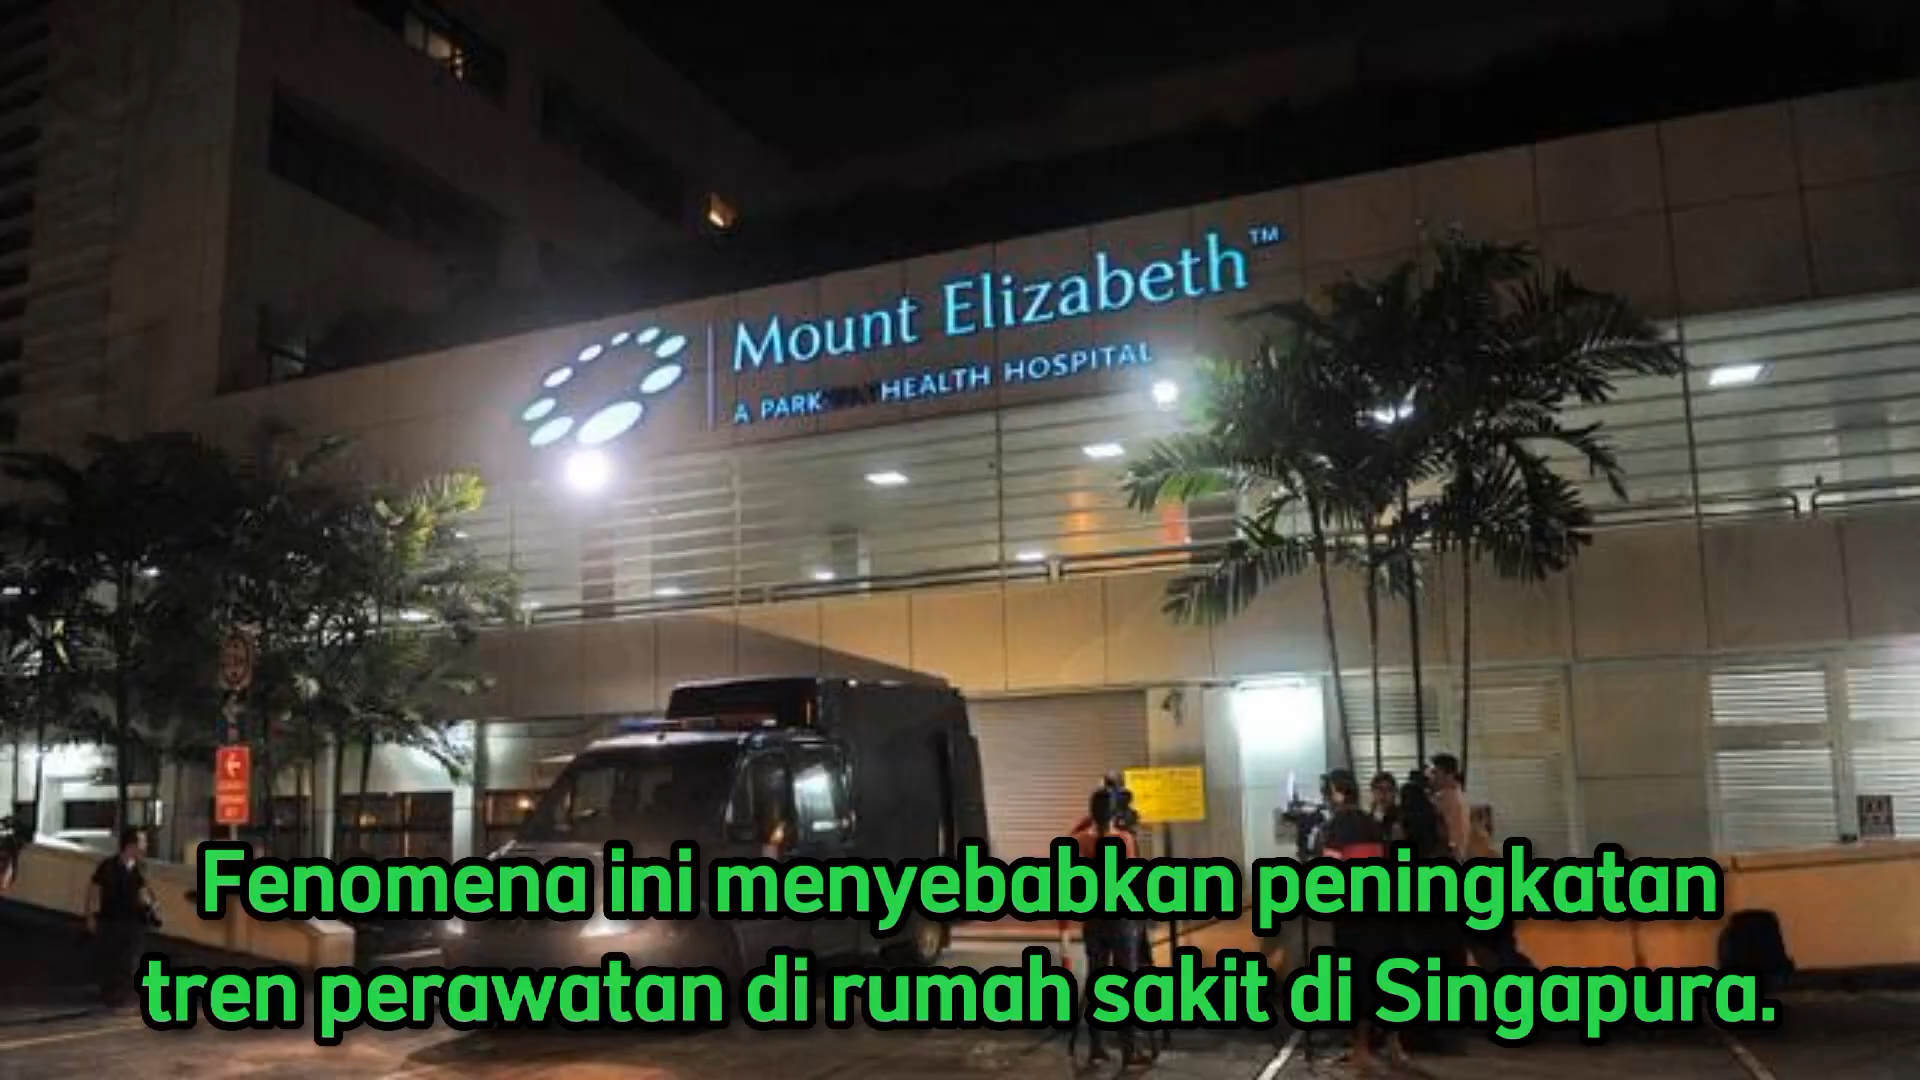 Mount Elizabeth™
A PARK HEALTH HOSPITAL
Fenomena ini menyebabkan peningkatan
tren perawatan di rumah sakit di Singapura.